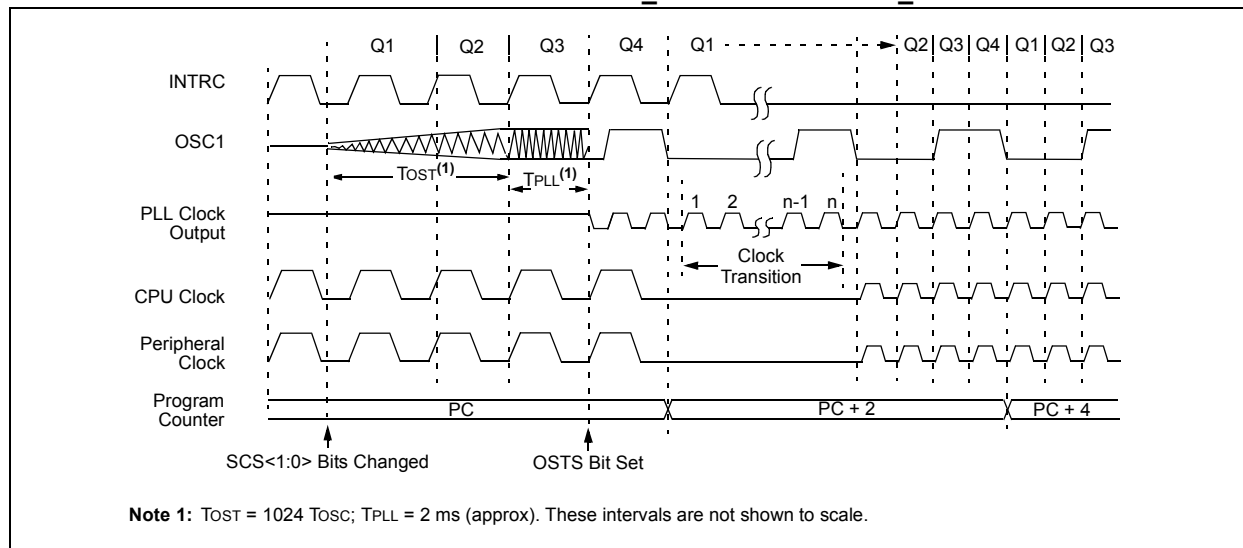 Q1 Q2 Q3 Q4 Q1 Q2 Q3 Q4 Q1 Q2 Q3
INTRC
OSC1
TOST(1)
TPLL(1)
PLL Clock
Output
1 2 n-1 n
Clock
Transition
CPU Clock
Peripheral
Clock
Program
Counter
PC PC + 2 PC + 4
SCS<1:0> Bits Changed
OSTS Bit Set
Note 1: TOST = 1024 TOSC; TPLL = 2 ms (approx). These intervals are not shown to scale.